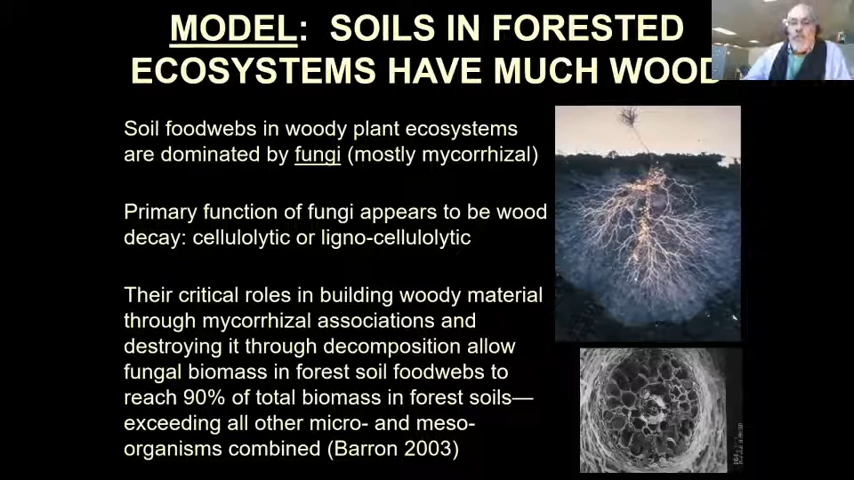 MODEL: SOILS IN FORESTED
ECOSYSTEMS HAVE MUCH WOOD
Soil foodwebs in woody plant ecosystems
are dominated by fungi (mostly mycorrhizal)
Primary function of fungi appears to be wood
decay: cellulolytic or ligno-cellulolytic
Their critical roles in building woody material
through mycorrhizal associations and
destroying it through decomposition allow
fungal biomass in forest soil foodwebs to
reach 90% of total biomass in forest soils—
exceeding all other micro- and meso-
organisms combined (Barron 2003)